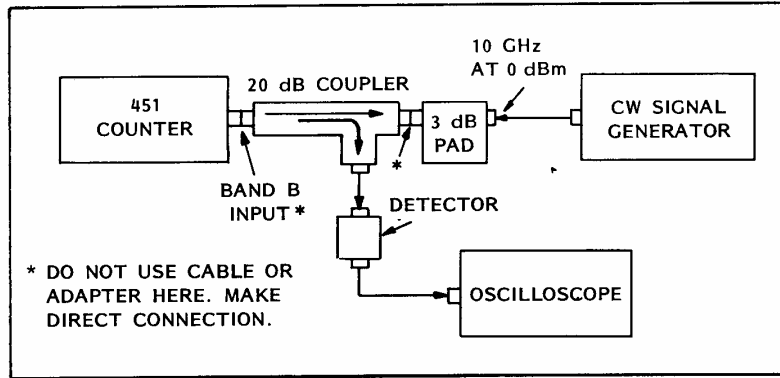 10 GHz
AT 0 dBm
20 dB COUPLER
451
COUNTER
3 dB
PAD
CW SIGNAL
GENERATOR
*
BAND B
INPUT *
DETECTOR
* DO NOT USE CABLE OR
ADAPTER HERE. MAKE
DIRECT CONNECTION.
OSCILLOSCOPE